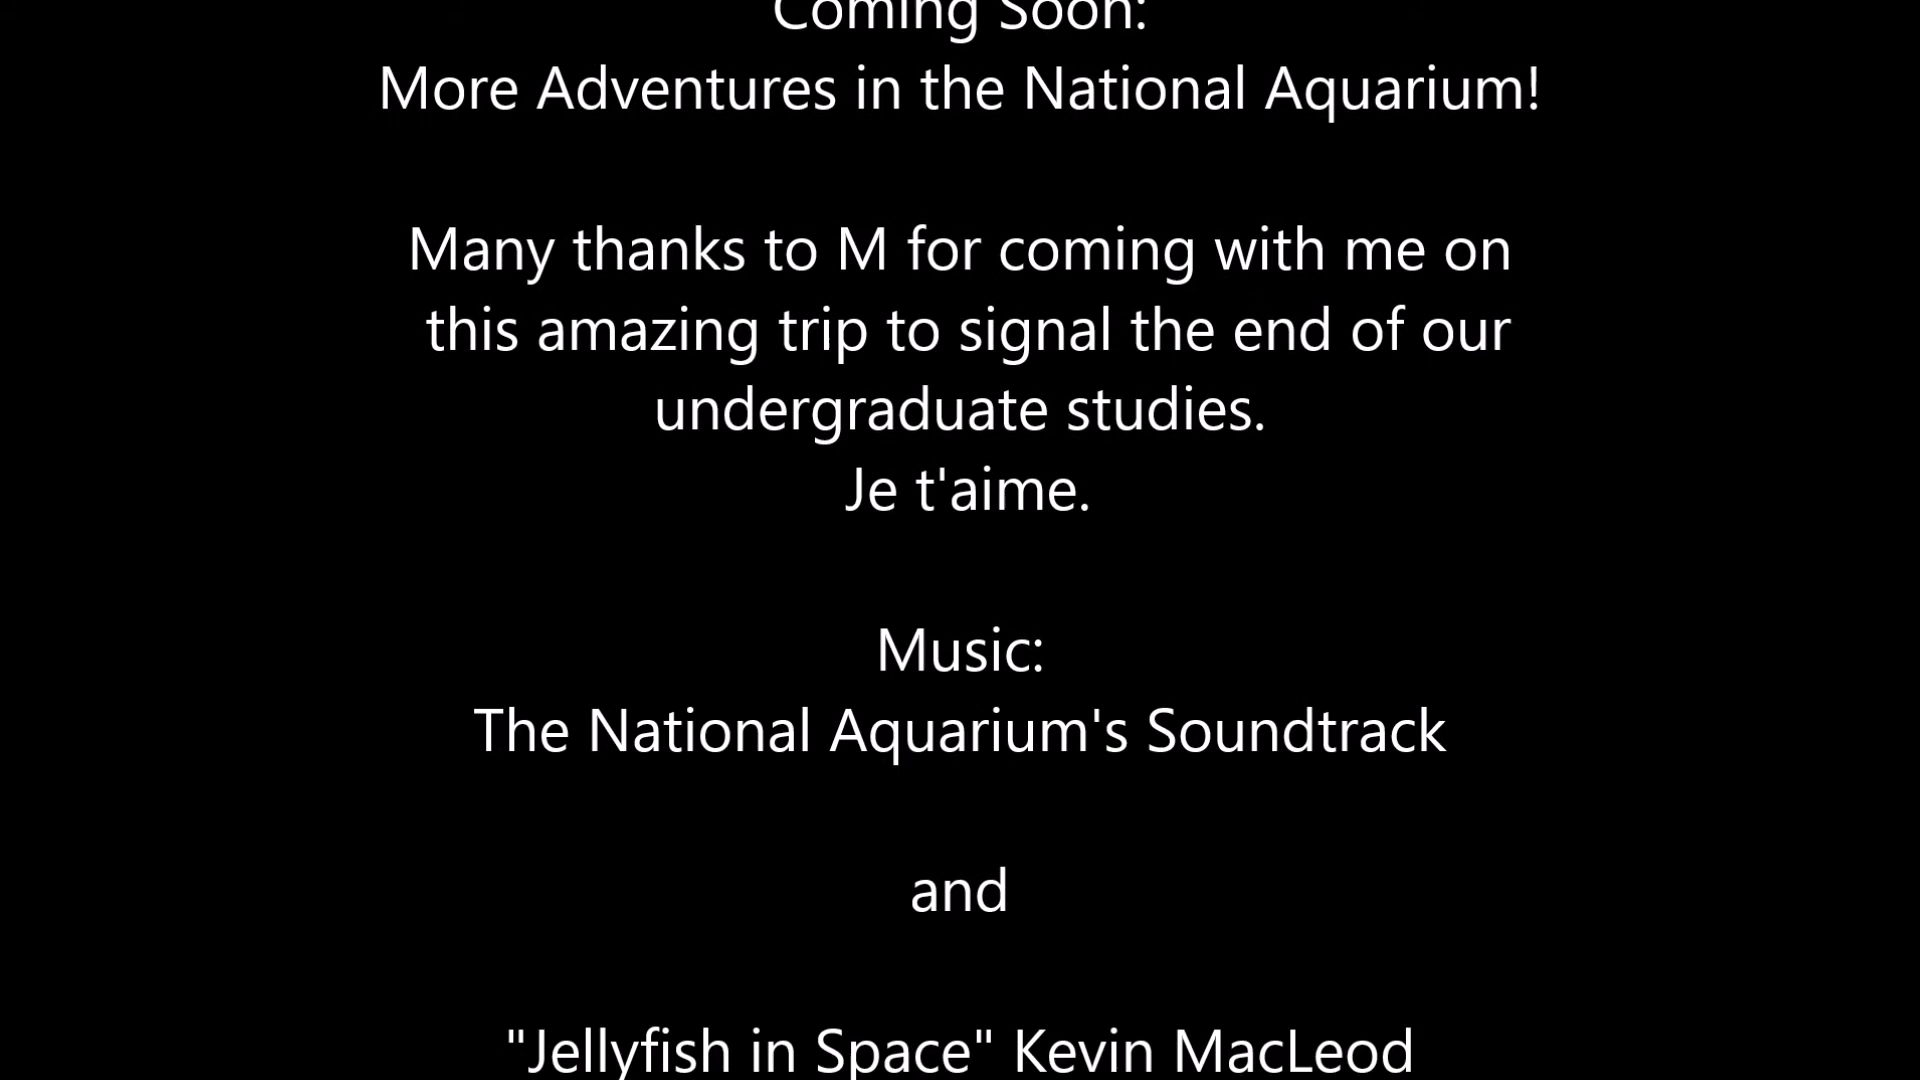 Coming Soon:
More Adventures in the National Aquarium!
Many thanks to M for coming with me on
this amazing trip to signal the end of our
undergraduate studies.
Je t'aime.
Music:
The National Aquarium's Soundtrack
and
"Jellyfish in Space" Kevin MacLeod